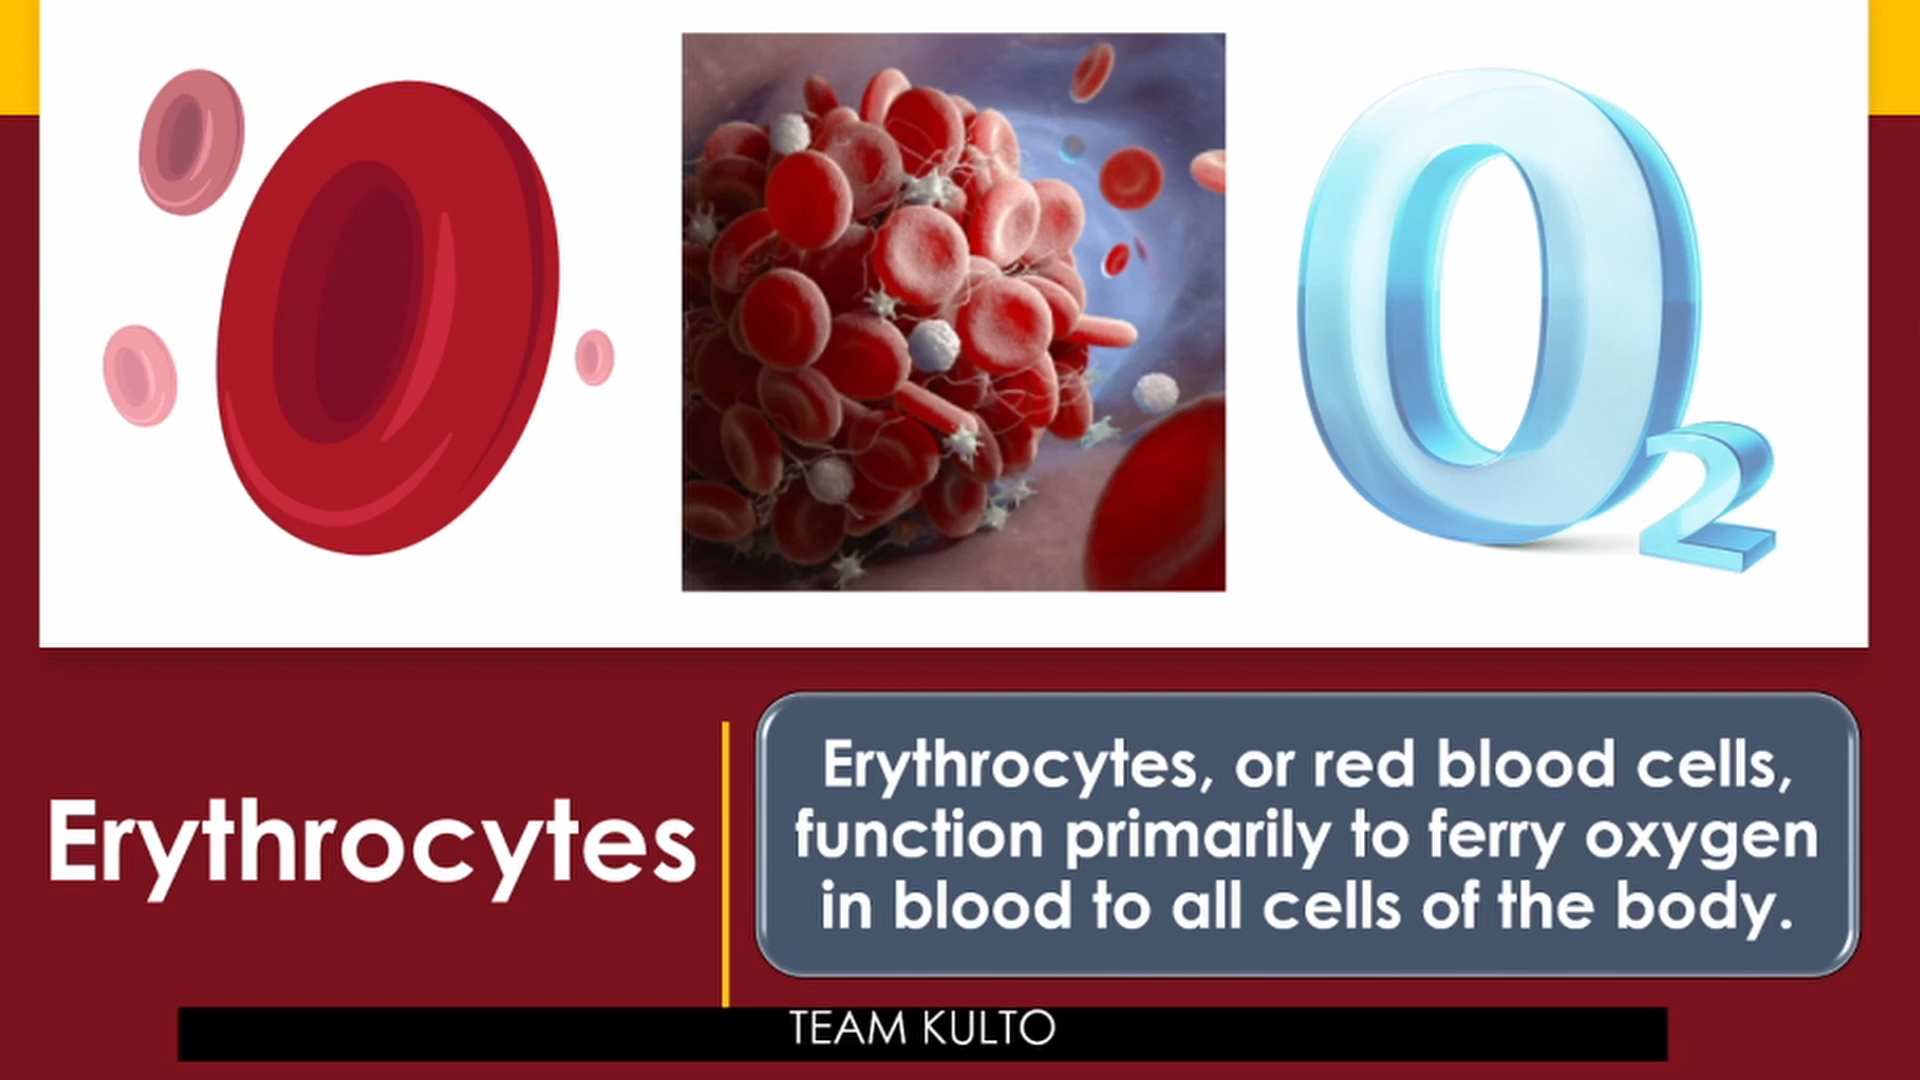 O2
Erythrocytes
Erythrocytes, or red blood cells,
function primarily to ferry oxygen
in blood to all cells of the body.
TEAM KULTO